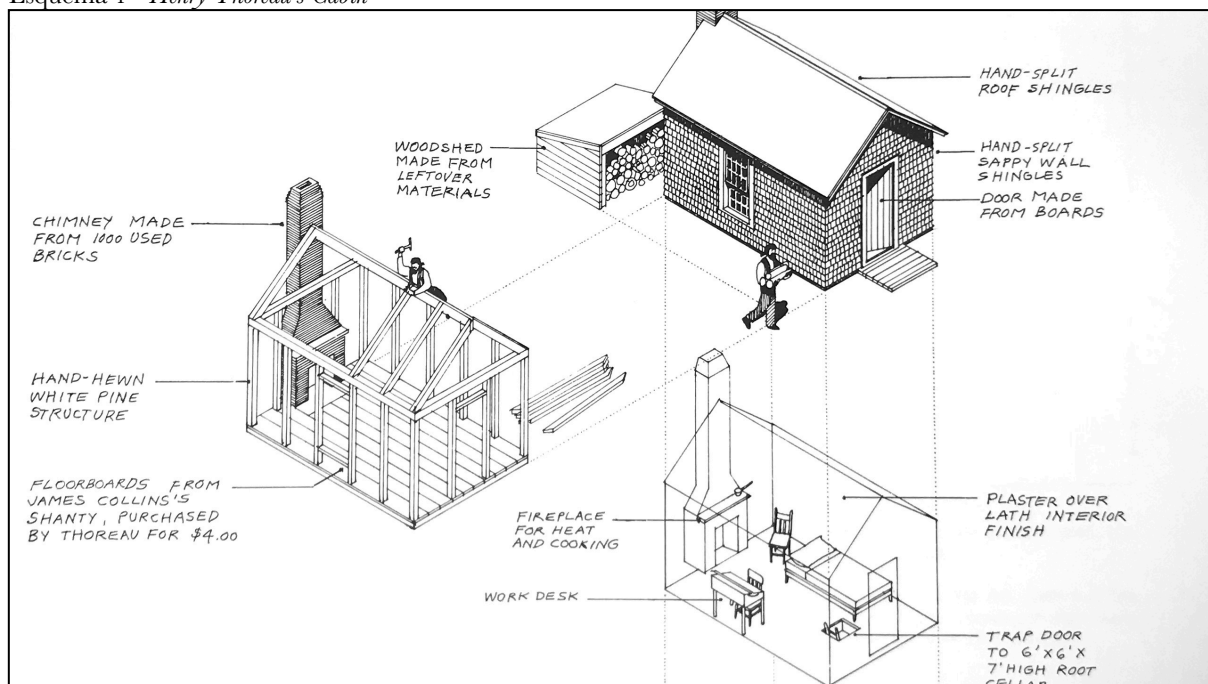 Esquema 1 - Henry Thoreau's Cabin
HAND-SPLIT
ROOF SHINGLES
WOODSHED
MADE FROM
LEFTOVER
MATERIALS
HAND-SPLIT
SAPPY WALL
SHINGLES
DOOR MADE
FROM BOARDS
CHIMNEY MADE
FROM 1000 USED
BRICKS
HAND-HEWN
WHITE PINE
STRUCTURE
FLOORBOARDS FROM
JAMES COLLINS'S
SHANTY, PURCHASED
BY THOREAU FOR $4.00
FIREPLACE
FOR HEAT
AND COOKING
WORK DESK
PLASTER OVER
LATH INTERIOR
FINISH
TRAP DOOR
TO 6'X6'X
7'HIGH ROOT
CELLAR